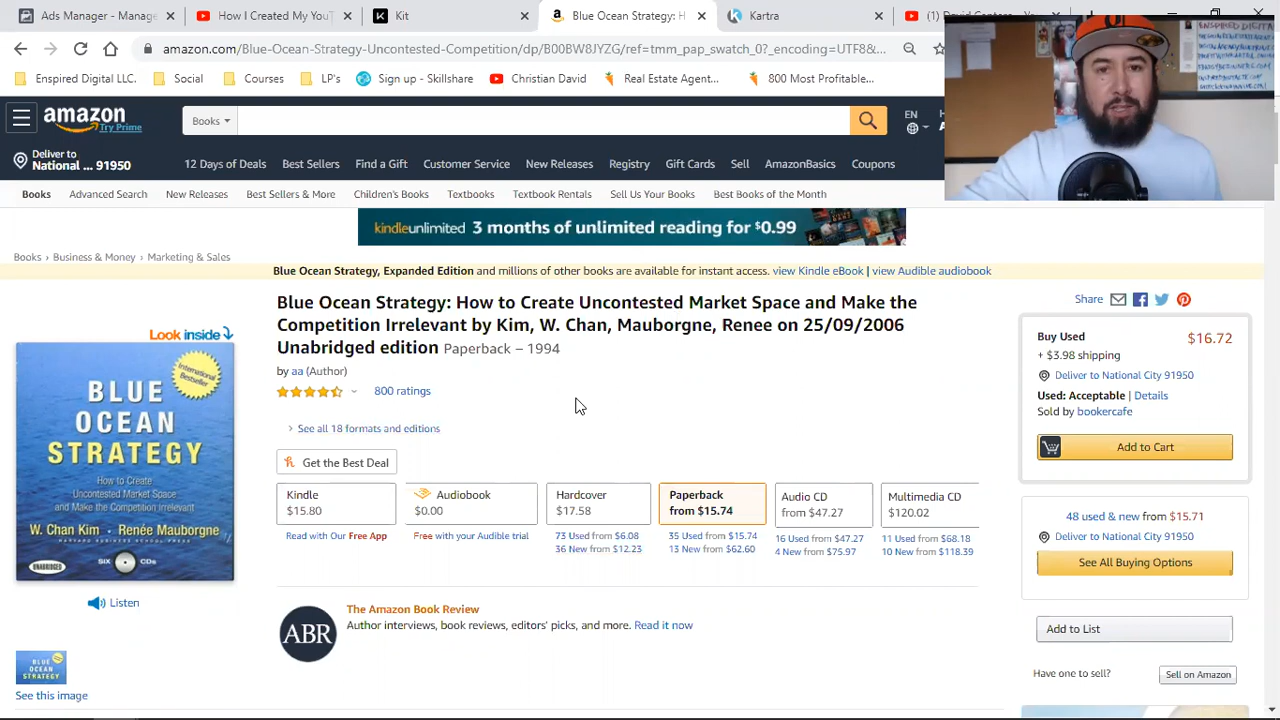 Ads Manager - Manage
How I Created My YouT
Kit
Blue Ocean Strategy: H
Kartra
amazon.com/Blue-Ocean-Strategy-Uncontested-Competition/dp/B006W8JYZG/ref=tmm_pap_swatch_0?_encoding=UTF8&...
Enspired Digital LLC.
Social
Courses
LP's
Sign up - Skillshare
Chris Record
Real Estate Agent...
800 Most Profitable...
amazon
Try Prime
Books
EN
Deliver to
National ... 91950
12 Days of Deals
Best Sellers
Find a Gift
Customer Service
New Releases
Registry
Gift Cards
Sell
AmazonBasics
Coupons
Books
Advanced Search
New Releases
Best Sellers & More
Children's Books
Textbooks
Textbook Rentals
Sell Us Your Books
Best Books of the Month
kindleunlimited 3 months of unlimited reading for $0.99
Books › Business & Money › Marketing & Sales
Blue Ocean Strategy, Expanded Edition and millions of other books are available for instant access. view Kindle eBook | view Audible audiobook
Look inside
BLUE
OCEAN
STRATEGY
International
Bestseller
How to Create
Uncontested Market Space
and Make the
Competition Irrelevant
W. Chan Kim • Renée Mauborgne
HARVARD BUSINESS SCHOOL PRESS
UNABRIDGED
SIX CDs
Listen
See this image
Blue Ocean Strategy: How to Create Uncontested Market Space and Make the
Competition Irrelevant by Kim, W. Chan, Mauborgne, Renee on 25/09/2006
Unabridged edition Paperback – 1994
by aa (Author)
800 ratings
See all 18 formats and editions
Get the Best Deal
Kindle
$15.80
Read with Our Free App
Audiobook
$0.00
Free with your Audible trial
Hardcover
$17.58
73 Used from $6.08
36 New from $12.23
Paperback
from $15.74
35 Used from $15.74
13 New from $62.60
Audio CD
from $47.27
16 Used from $47.27
4 New from $75.97
Multimedia CD
$120.02
11 Used from $68.18
10 New from $118.39
ABR
The Amazon Book Review
Author interviews, book reviews, editors' picks, and more. Read it now
Share
Buy Used
$16.72
+ $3.98 shipping
Deliver to National City 91950
Used: Acceptable | Details
Sold by bookercafe
Add to Cart
48 used & new from $15.71
Deliver to National City 91950
See All Buying Options
Add to List
Have one to sell?
Sell on Amazon